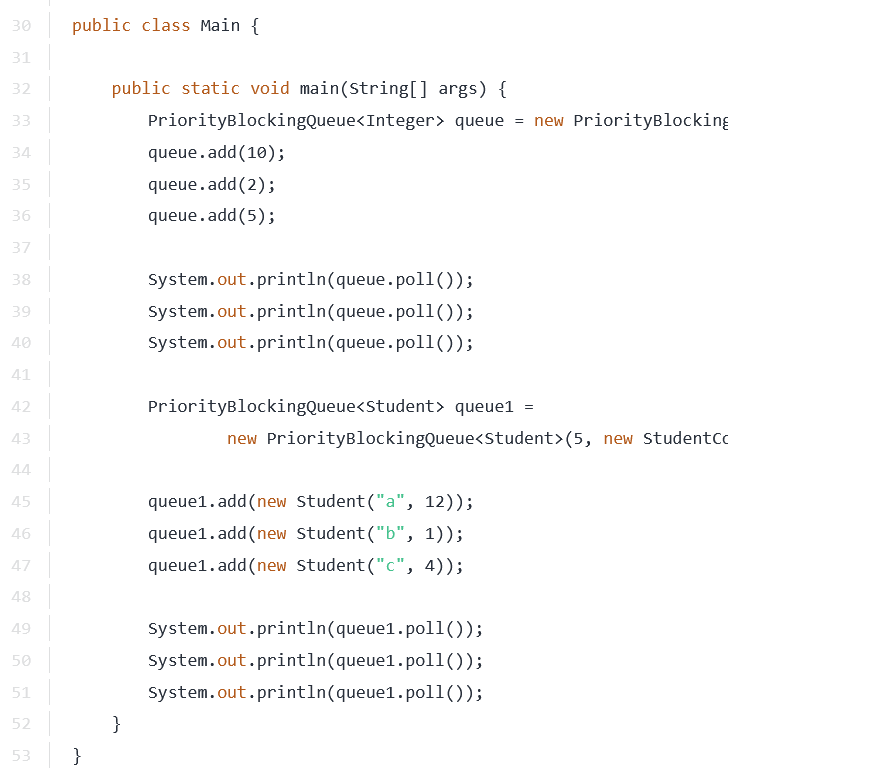 30 public class Main {
31
32 public static void main(String[] args) {
33 PriorityBlockingQueue<Integer> queue = new PriorityBlocking
34 queue.add(10);
35 queue.add(2);
36 queue.add(5);
37
38 System.out.println(queue.poll());
39 System.out.println(queue.poll());
40 System.out.println(queue.poll());
41
42 PriorityBlockingQueue<Student> queue1 =
43 new PriorityBlockingQueue<Student>(5, new StudentCo
44
45 queue1.add(new Student("a", 12));
46 queue1.add(new Student("b", 1));
47 queue1.add(new Student("c", 4));
48
49 System.out.println(queue1.poll());
50 System.out.println(queue1.poll());
51 System.out.println(queue1.poll());
52 }
53 }